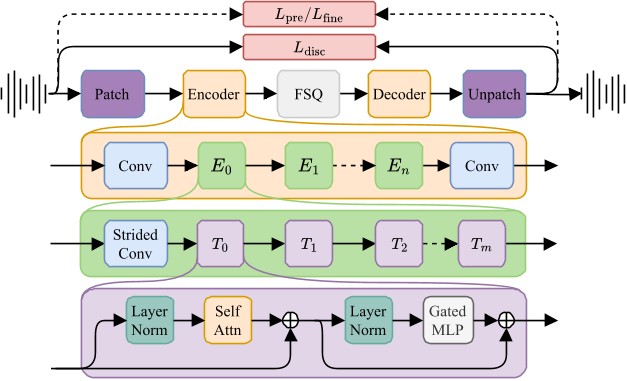 L_pre/L_fine
L_disc
Patch
Encoder
FSQ
Decoder
Unpatch
Conv
E_0
E_1
E_n
Conv
Strided
Conv
T_0
T_1
T_2
T_m
Layer
Norm
Self
Attn
Layer
Norm
Gated
MLP